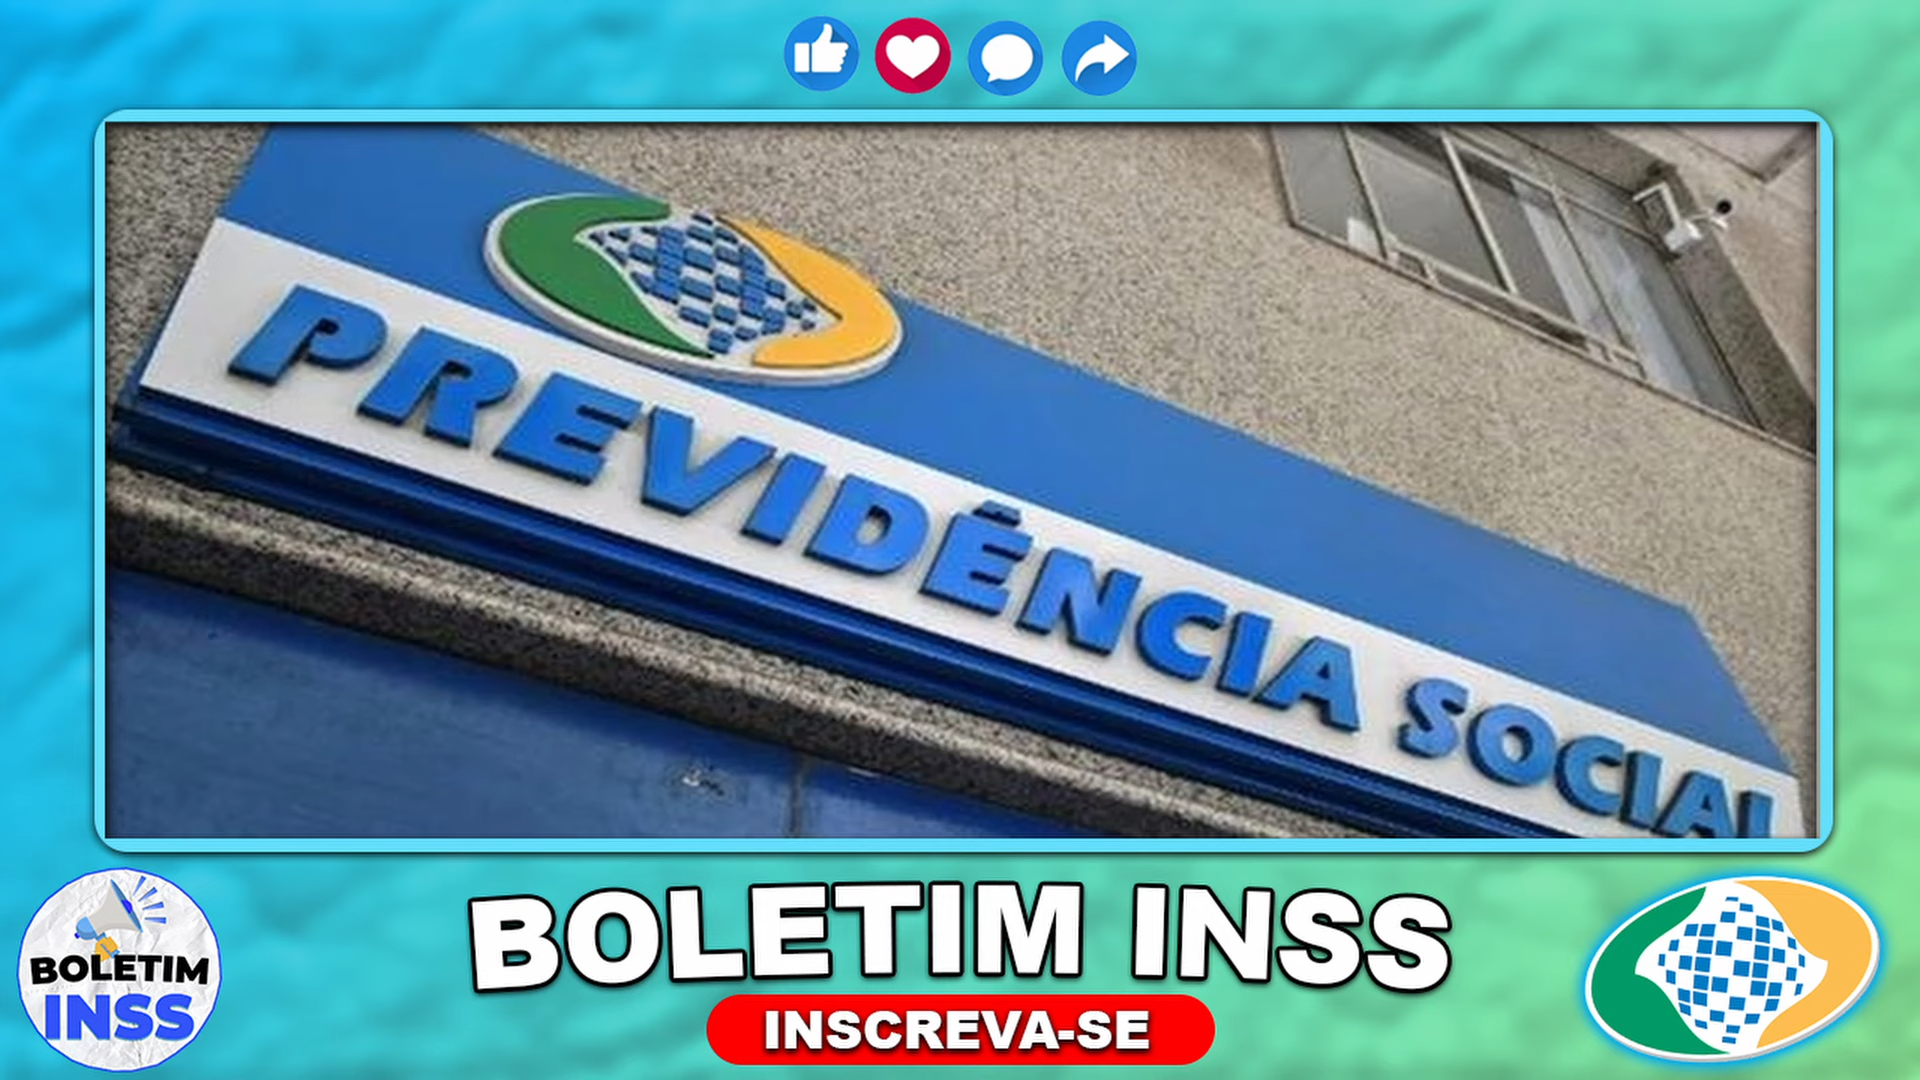 PREVIDÊNCIA SOCIAL
BOLETIM INSS
INSCREVA-SE
BOLETIM
INSS